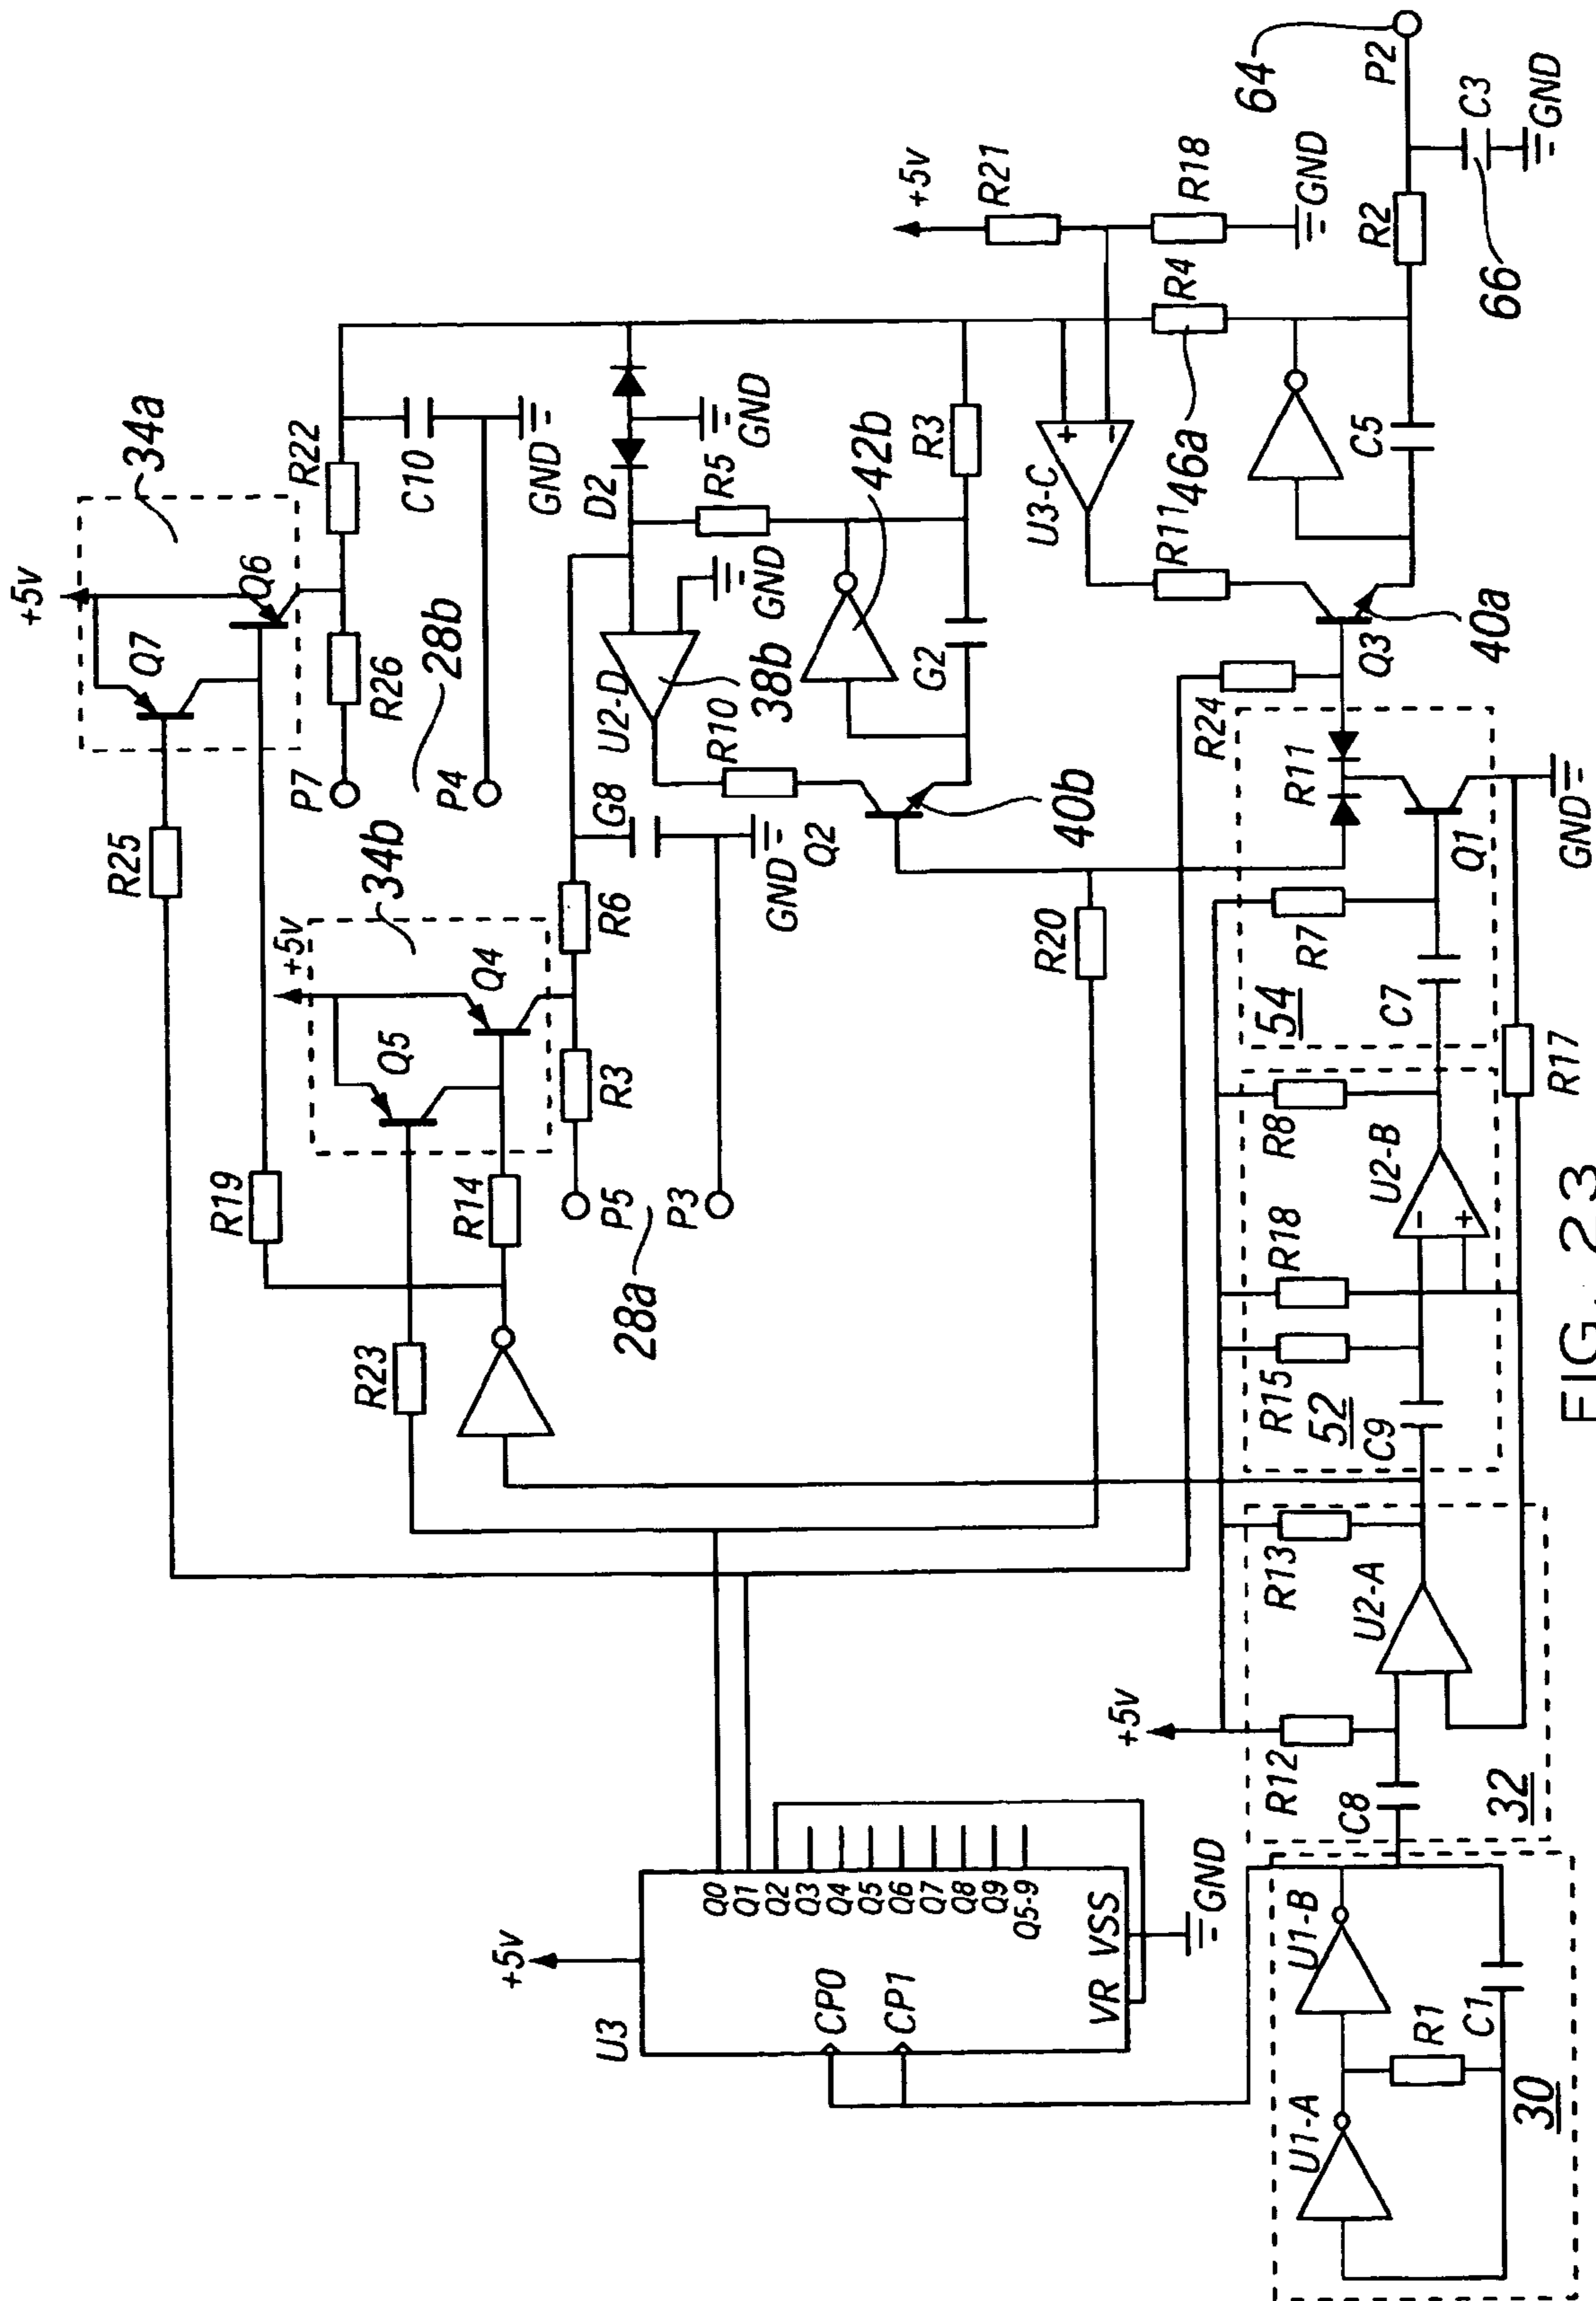 +5v
Q7
34a
Q6
R25
R22
P7
R26
28b
P4
C10
GND
R19
+5v
34b
Q5
Q4
R23
R14
R6
G8
R3
P5
28a
P3
GND
D2
GND
R5
U2-D
GND
38b
42b
R3
R10
G2
Q2
40b
R20
+5v
R21
R18
GND
U3-C
R4
46a
R11
C5
Q3
40a
R24
64
P2
R2
C3
GND
66
+5v
U3
Q0
Q1
Q2
Q3
Q4
Q5
Q6
Q7
Q8
Q9
Q5-9
CP0
CP1
VR
VSS
GND
+5v
R12
C8
32
R13
U2-A
R15
52
C9
R18
U2-B
-
+
R8
54
R7
C7
R11
Q1
GND
R17
U1-A
U1-B
R1
C1
30
+
-
FIG. 23